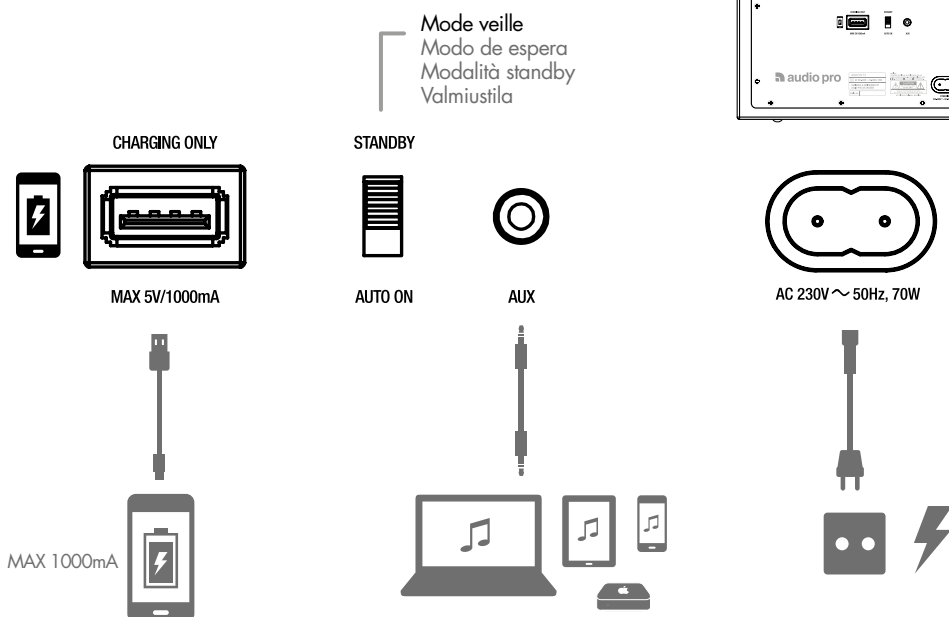 Mode veille
Modo de espera
Modalità standby
Valmiustila
audio pro
CHARGING ONLY
STANDBY
MAX 5V/1000mA
AUTO ON
AUX
AC 230V ~ 50Hz, 70W
MAX 1000mA